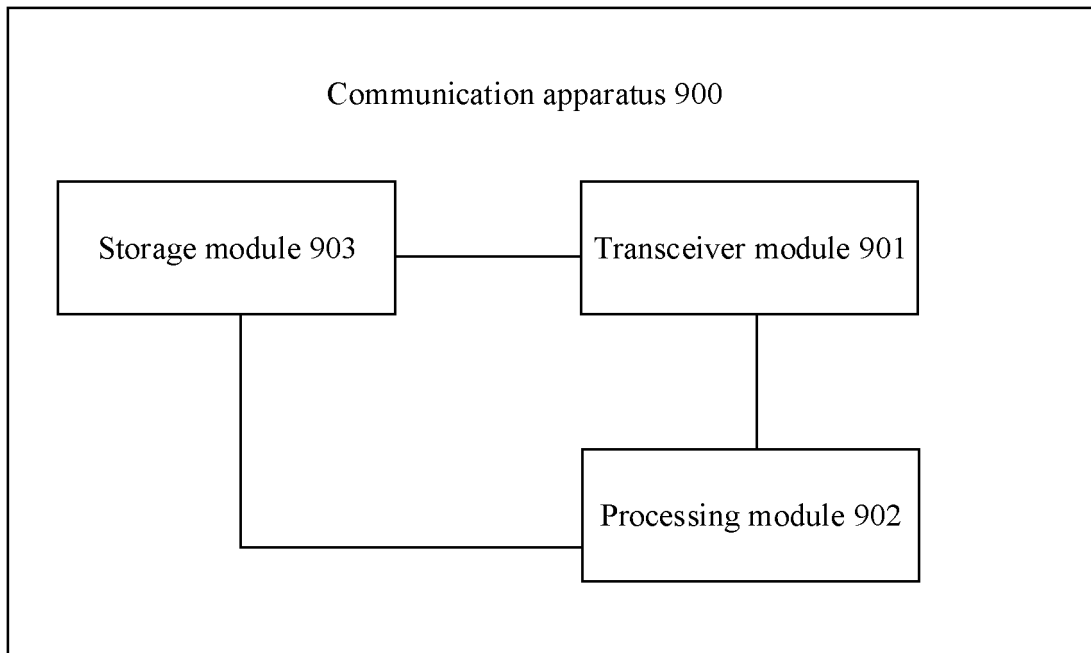 Communication apparatus 900
Storage module 903
Transceiver module 901
Processing module 902